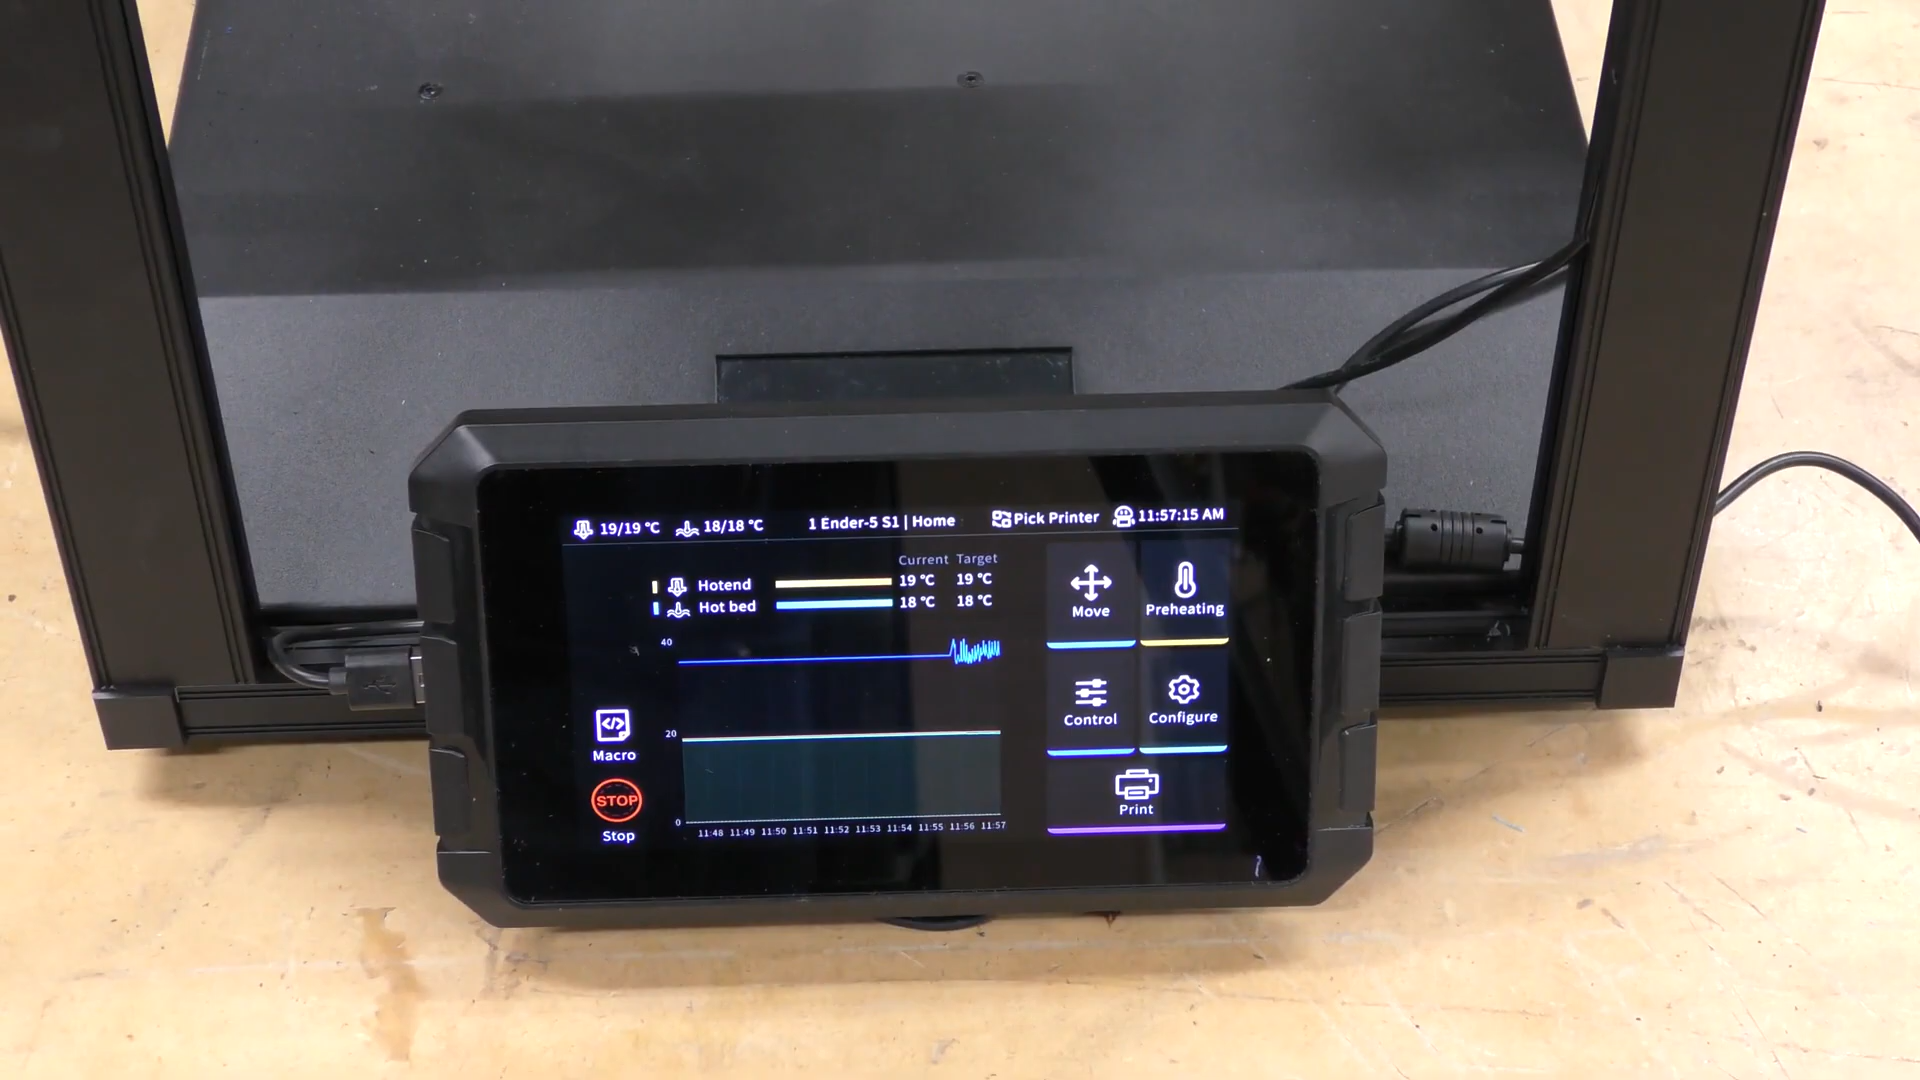 19/19 °C 18/18 °C 1 Ender-5 S1 | Home Pick Printer 11:57:15 AM
Current Target
Hotend 19 °C 19 °C
Hot bed 18 °C 18 °C
40
20
0
11:48 11:49 11:50 11:51 11:52 11:53 11:54 11:55 11:56 11:57
Macro
STOP
Stop
Move
Preheating
Control
Configure
Print